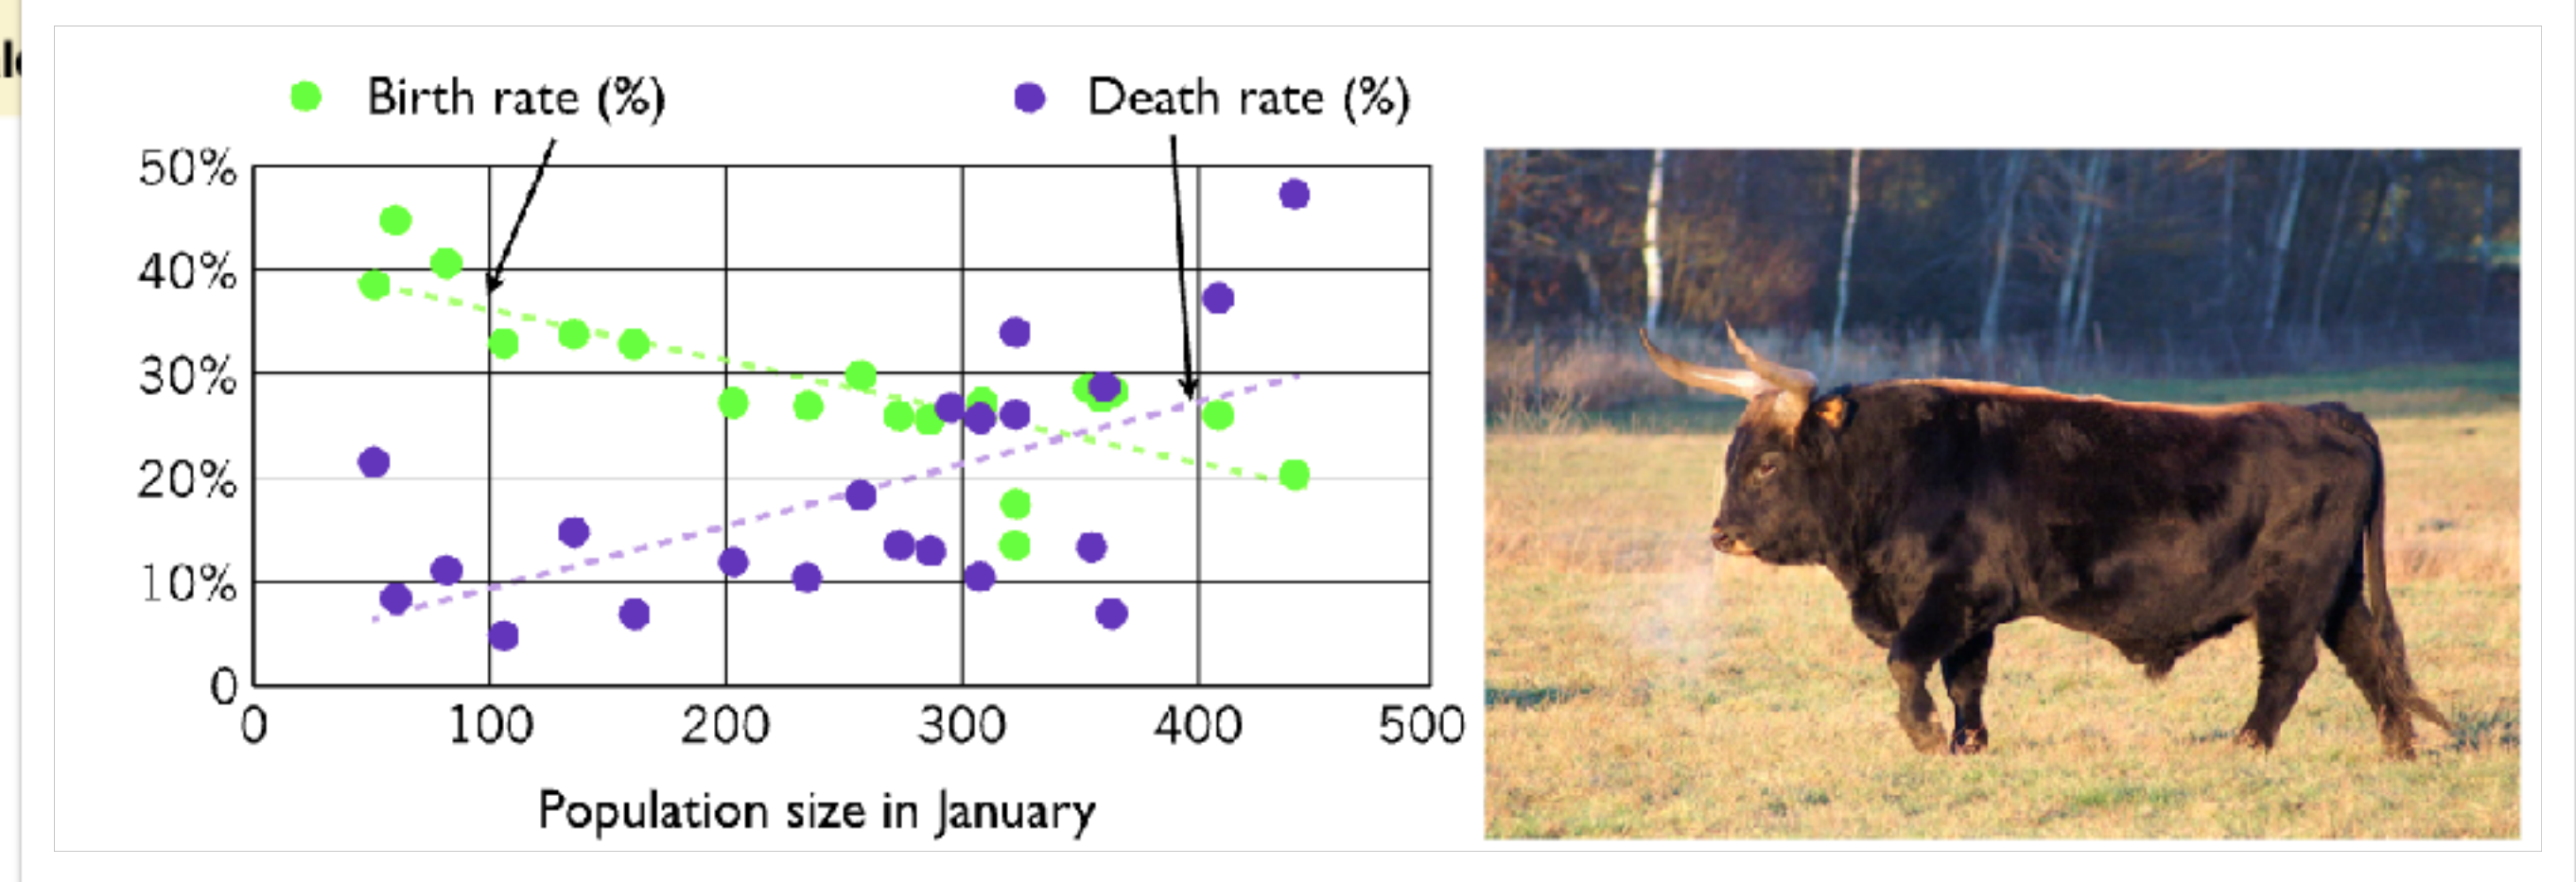 Birth rate (%)
Death rate (%)
50%
40%
30%
20%
10%
0
0 100 200 300 400 500
Population size in January